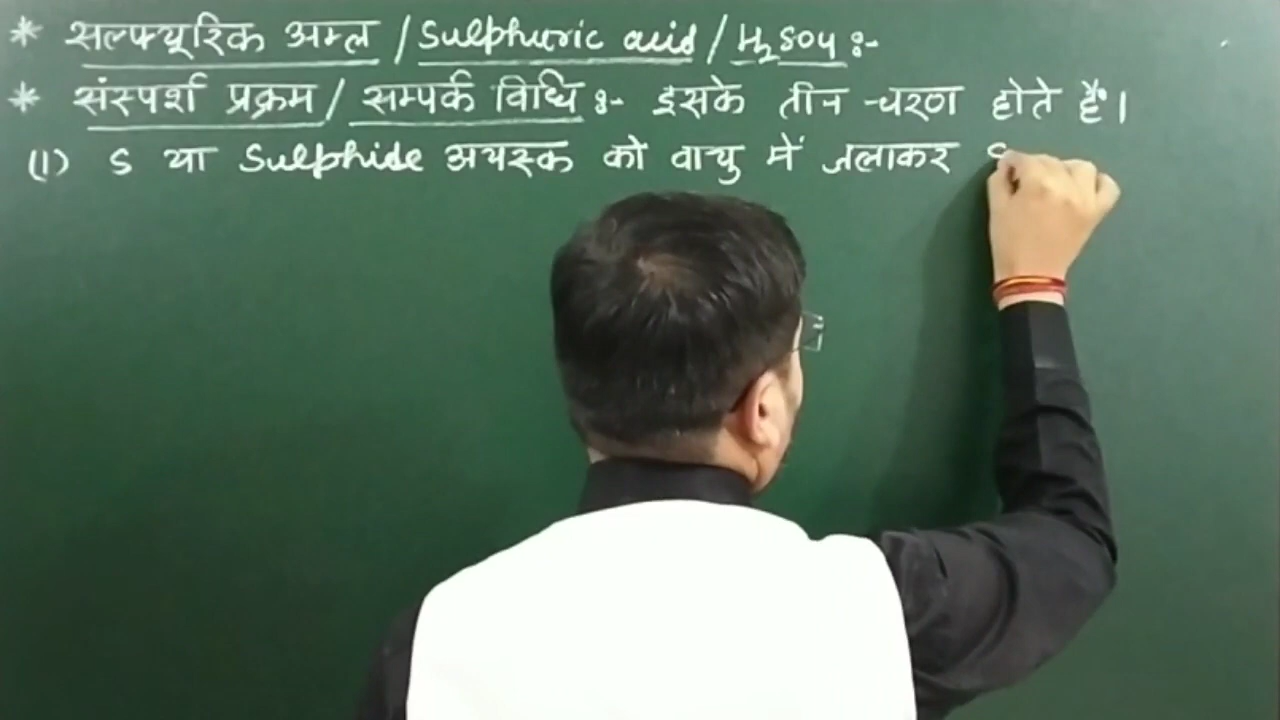 * सल्फ्यूरिक अम्ल / Sulphuric acid / H₂SO₄ :-
* संस्पर्श प्रक्रम / सम्पर्क विधि :- इसके तीन चरण होते हैं।
(1) S या Sulphide अयस्क को वायु में जलाकर S